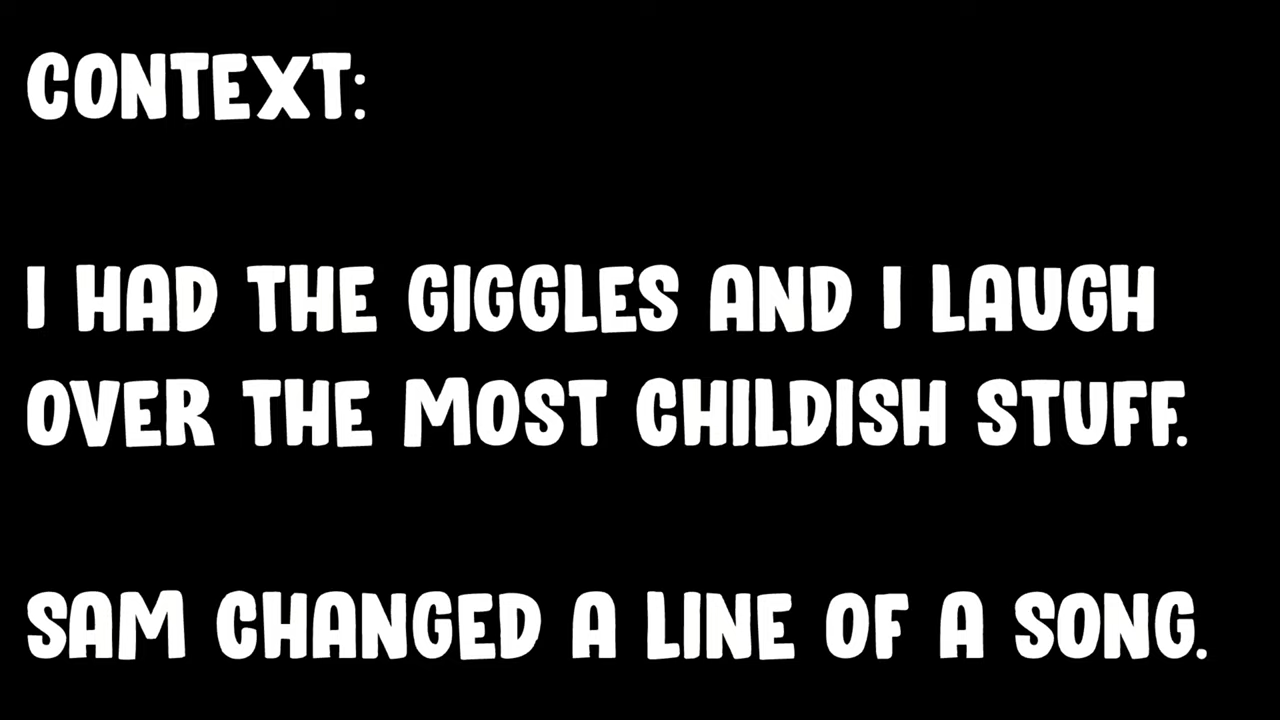 CONTEXT:
I HAD THE GIGGLES AND I LAUGH
OVER THE MOST CHILDISH STUFF.
SAM CHANGED A LINE OF A SONG.